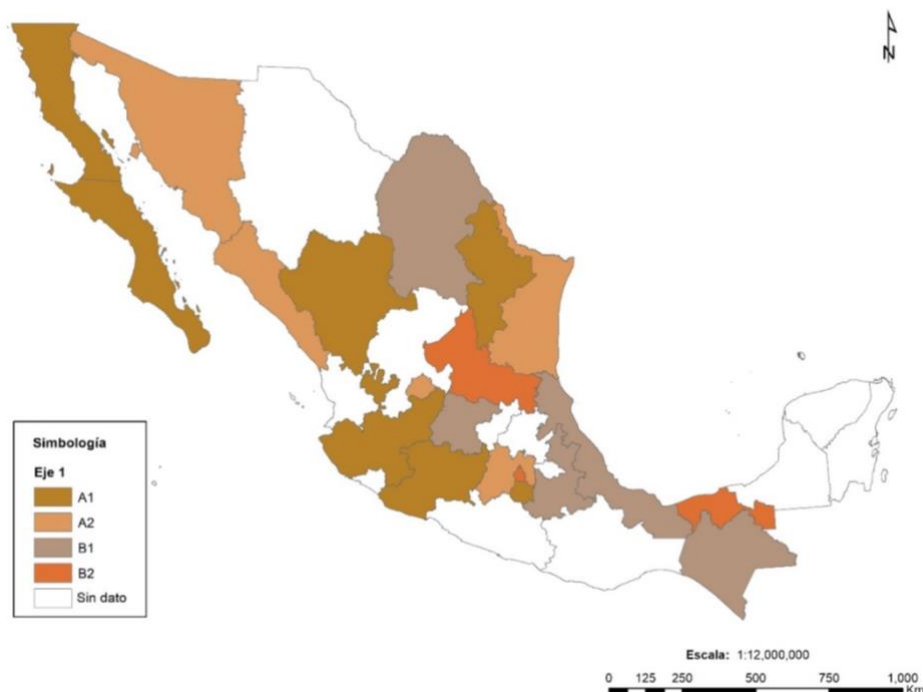 N
Simbología
Eje 1
A1
A2
B1
B2
Sin dato
Escala: 1:12,000,000
0 125 250 500 750 1,000
Km